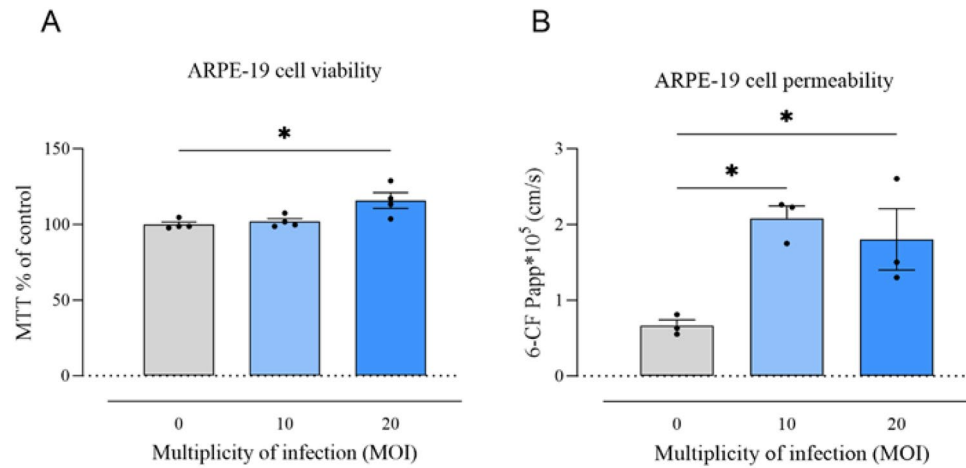 A
ARPE-19 cell viability
*
MTT % of control
150
100
50
0
0 10 20
Multiplicity of infection (MOI)
B
ARPE-19 cell permeability
*
*
6-CF Papp*10⁵ (cm/s)
3
2
1
0
0 10 20
Multiplicity of infection (MOI)